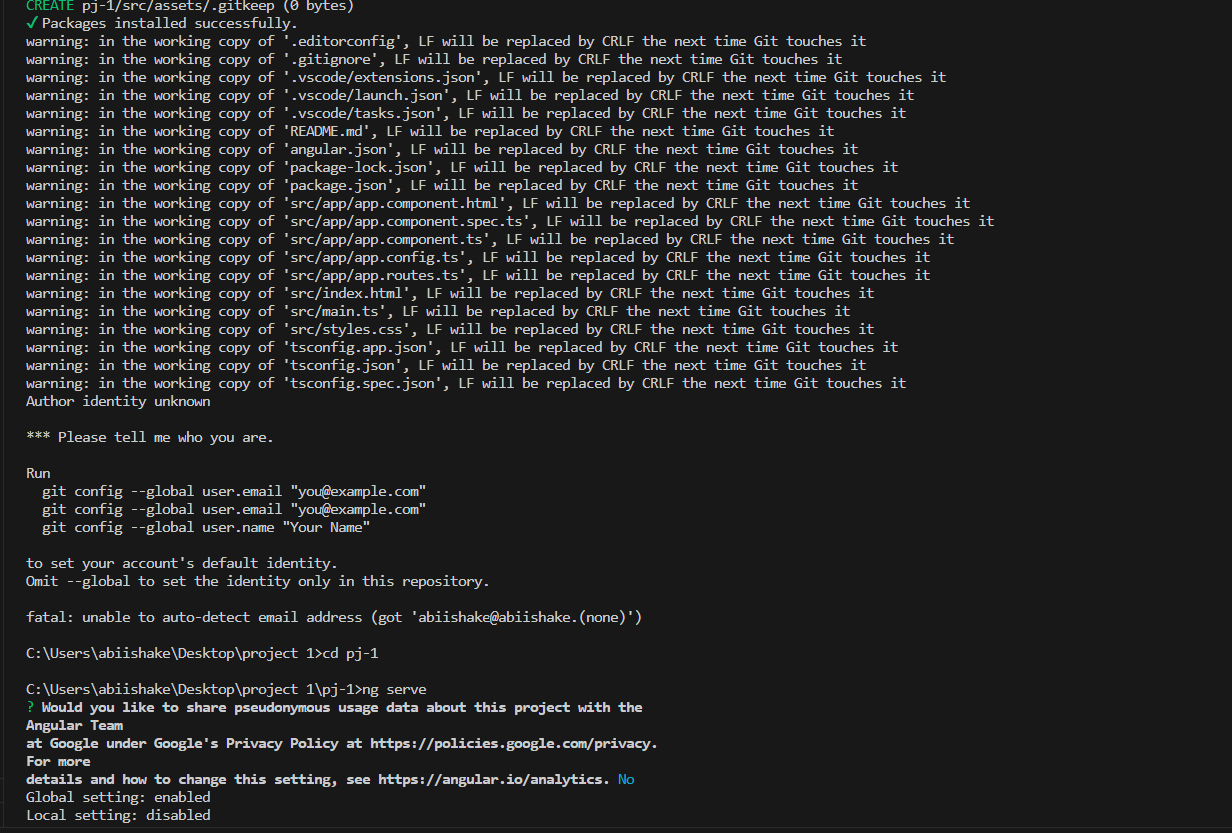 CREATE pj-1/src/assets/.gitkeep (0 bytes)
✓ Packages installed successfully.
warning: in the working copy of '.editorconfig', LF will be replaced by CRLF the next time Git touches it
warning: in the working copy of '.gitignore', LF will be replaced by CRLF the next time Git touches it
warning: in the working copy of '.vscode/extensions.json', LF will be replaced by CRLF the next time Git touches it
warning: in the working copy of '.vscode/launch.json', LF will be replaced by CRLF the next time Git touches it
warning: in the working copy of '.vscode/tasks.json', LF will be replaced by CRLF the next time Git touches it
warning: in the working copy of 'README.md', LF will be replaced by CRLF the next time Git touches it
warning: in the working copy of 'angular.json', LF will be replaced by CRLF the next time Git touches it
warning: in the working copy of 'package-lock.json', LF will be replaced by CRLF the next time Git touches it
warning: in the working copy of 'package.json', LF will be replaced by CRLF the next time Git touches it
warning: in the working copy of 'src/app/app.component.html', LF will be replaced by CRLF the next time Git touches it
warning: in the working copy of 'src/app/app.component.spec.ts', LF will be replaced by CRLF the next time Git touches it
warning: in the working copy of 'src/app/app.component.ts', LF will be replaced by CRLF the next time Git touches it
warning: in the working copy of 'src/app/app.config.ts', LF will be replaced by CRLF the next time Git touches it
warning: in the working copy of 'src/app/app.routes.ts', LF will be replaced by CRLF the next time Git touches it
warning: in the working copy of 'src/index.html', LF will be replaced by CRLF the next time Git touches it
warning: in the working copy of 'src/main.ts', LF will be replaced by CRLF the next time Git touches it
warning: in the working copy of 'src/styles.css', LF will be replaced by CRLF the next time Git touches it
warning: in the working copy of 'tsconfig.app.json', LF will be replaced by CRLF the next time Git touches it
warning: in the working copy of 'tsconfig.json', LF will be replaced by CRLF the next time Git touches it
warning: in the working copy of 'tsconfig.spec.json', LF will be replaced by CRLF the next time Git touches it
Author identity unknown
*** Please tell me who you are.
Run
git config --global user.email "you@example.com"
git config --global user.email "you@example.com"
git config --global user.name "Your Name"
to set your account's default identity.
Omit --global to set the identity only in this repository.
fatal: unable to auto-detect email address (got 'abiishake@abiishake.(none)')
C:\Users\abiishake\Desktop\project 1>cd pj-1
C:\Users\abiishake\Desktop\project 1\pj-1>ng serve
? Would you like to share pseudonymous usage data about this project with the
Angular Team
at Google under Google's Privacy Policy at https://policies.google.com/privacy.
For more
details and how to change this setting, see https://angular.io/analytics. No
Global setting: enabled
Local setting: disabled